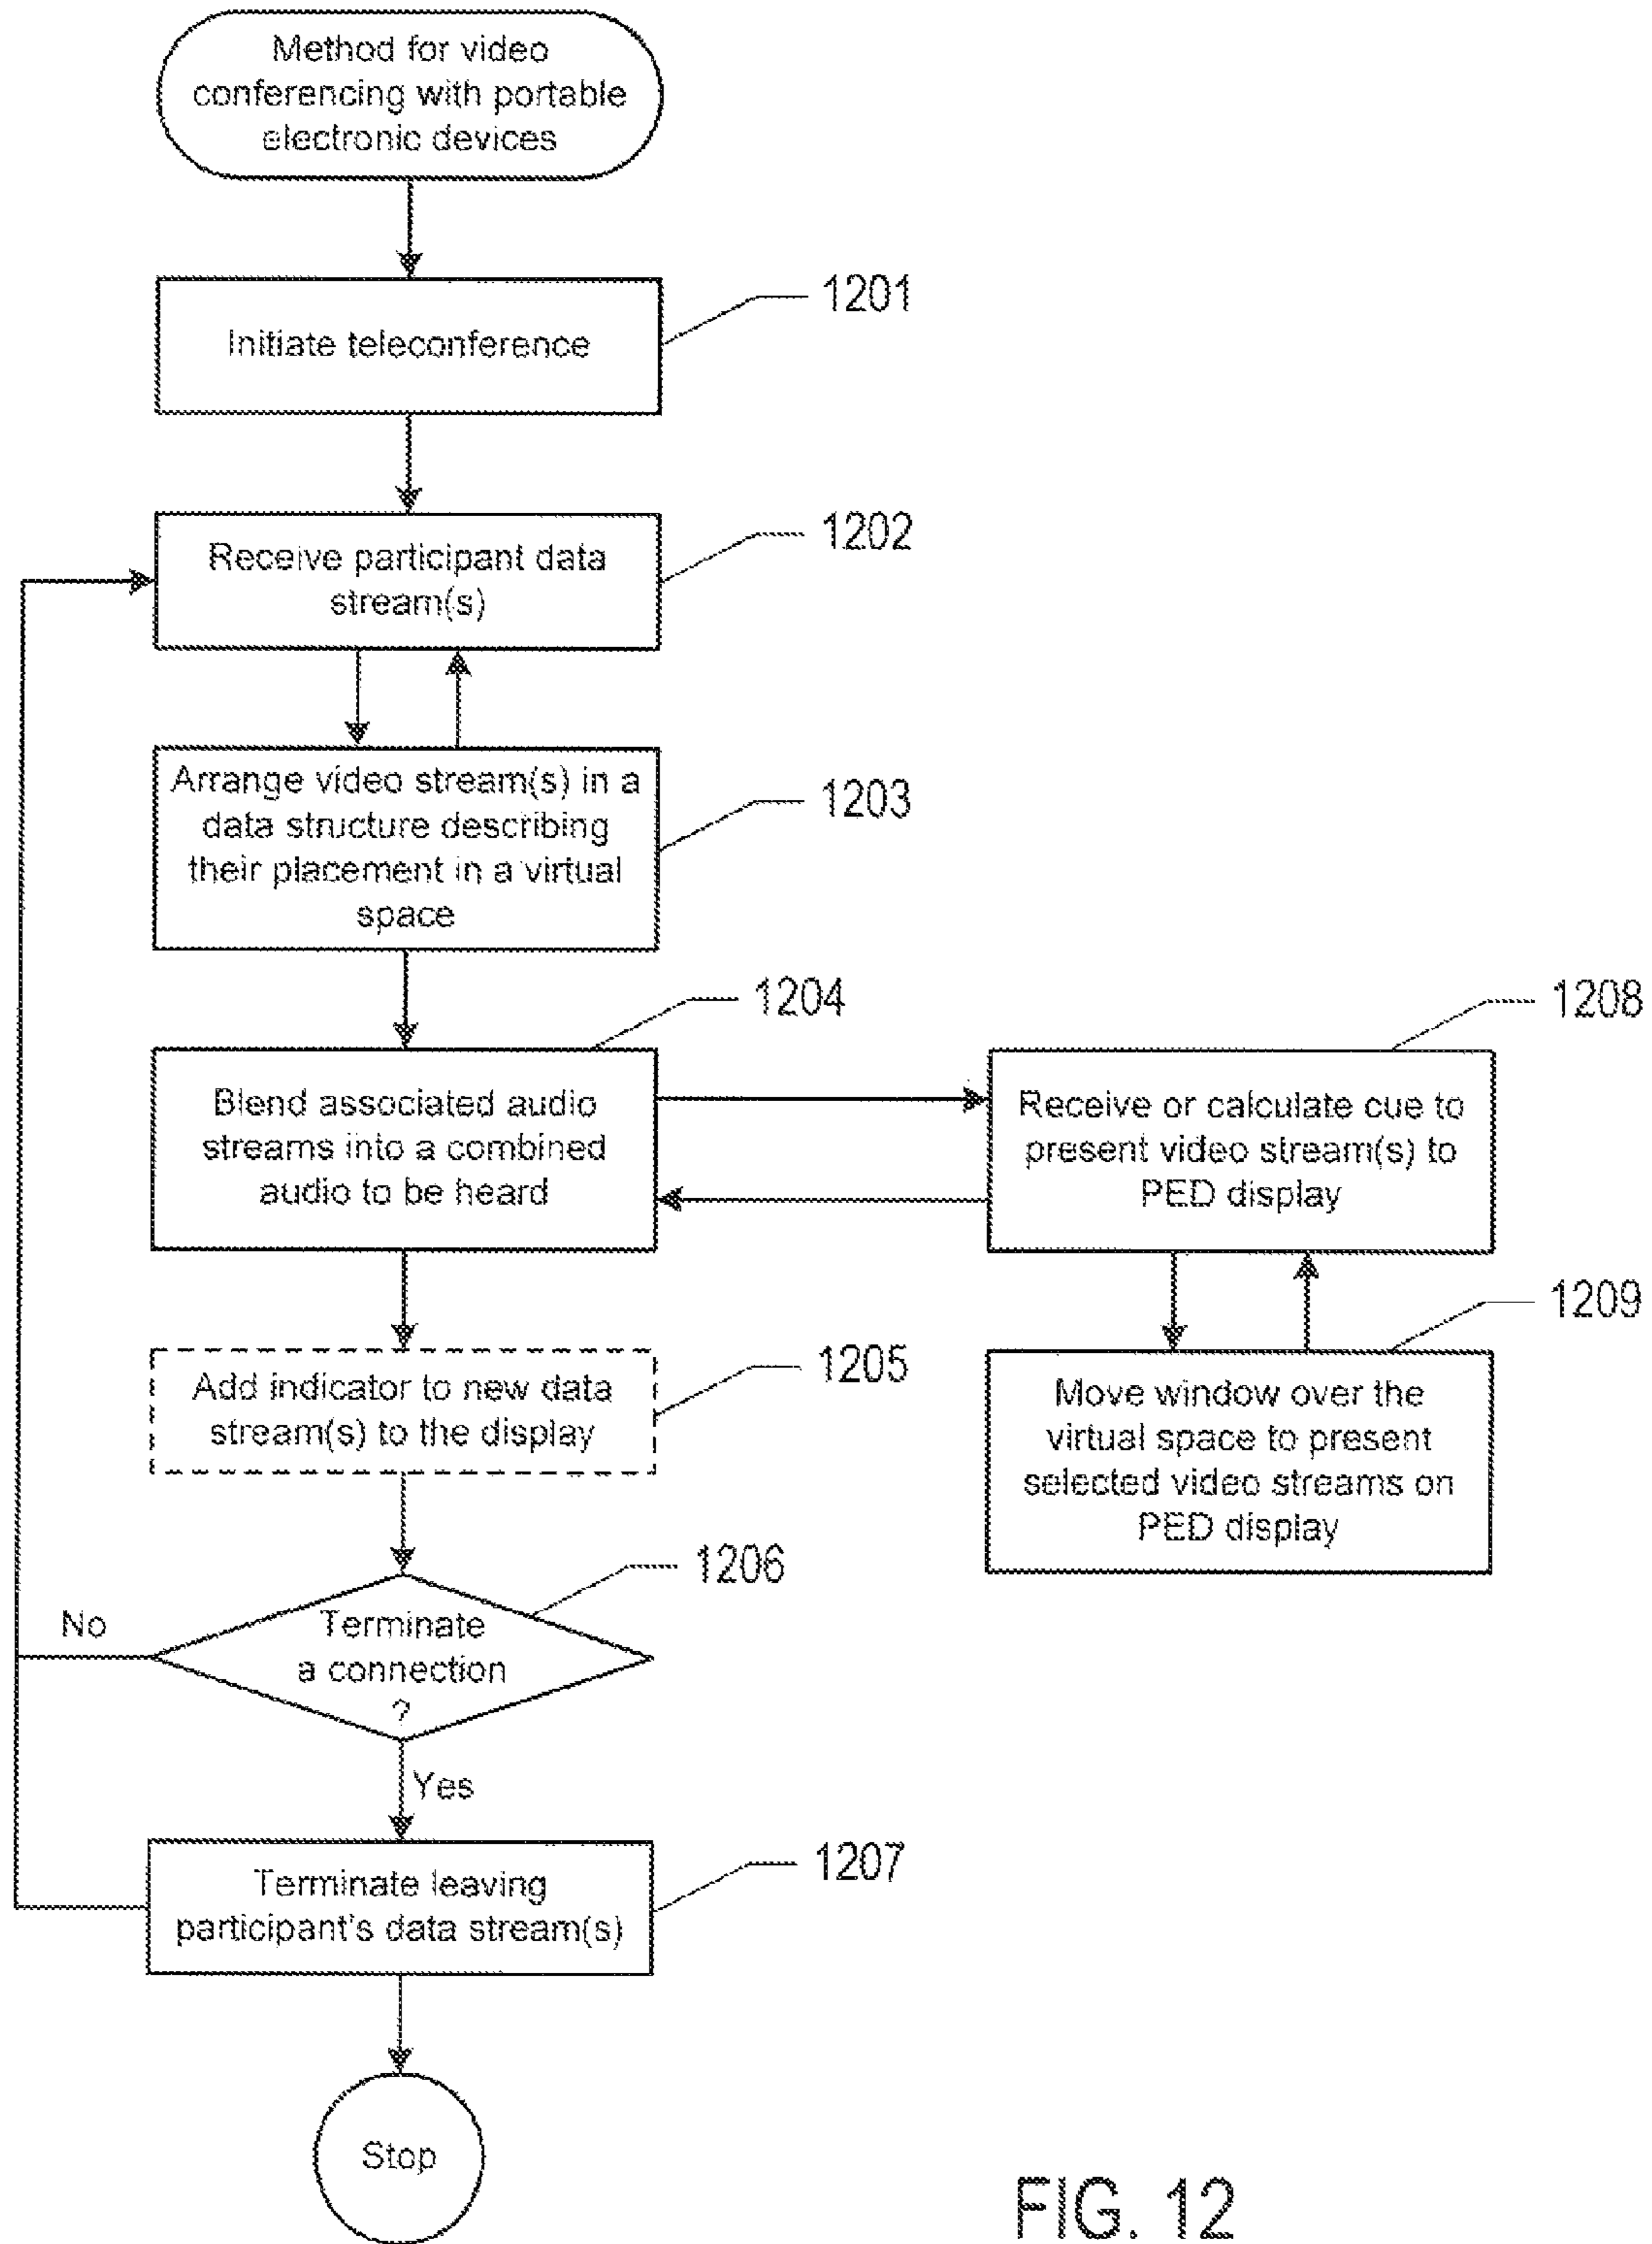 Method for video
conferencing with portable
electronic devices
1201
Initiate teleconference
1202
Receive participant data
stream(s)
1203
Arrange video stream(s) in a
data structure describing
their placement in a virtual
space
1204
Blend associated audio
streams into a combined
audio to be heard
1208
Receive or calculate cue to
present video stream(s) to
PED display
1209
Move window over the
virtual space to present
selected video streams on
PED display
1205
Add indicator to new data
stream(s) to the display
1206
Terminate
a connection
?
No
Yes
1207
Terminate leaving
participant's data stream(s)
Stop
FIG. 12